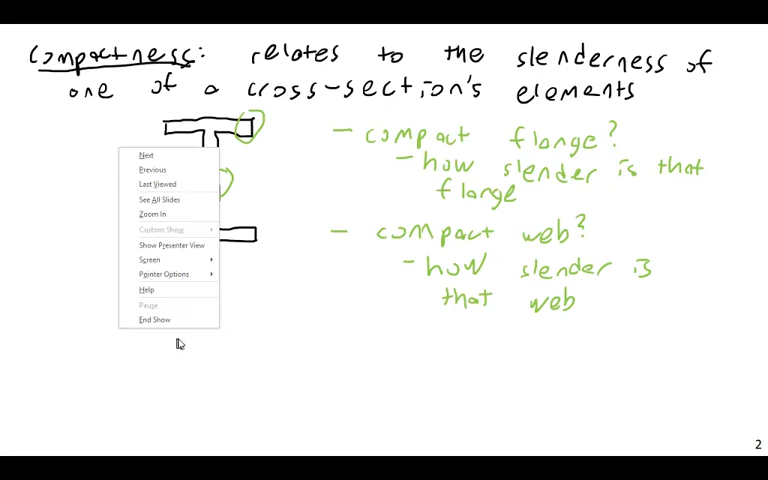 compactness: relates to the slenderness of
one of a cross-section's elements
- compact flange?
- how slender is that
flange
- compact web?
- how slender is
that web
Next
Previous
Last Viewed
See All Slides
Zoom In
Custom Show
Show Presenter View
Screen
Pointer Options
Help
Pause
End Show
2